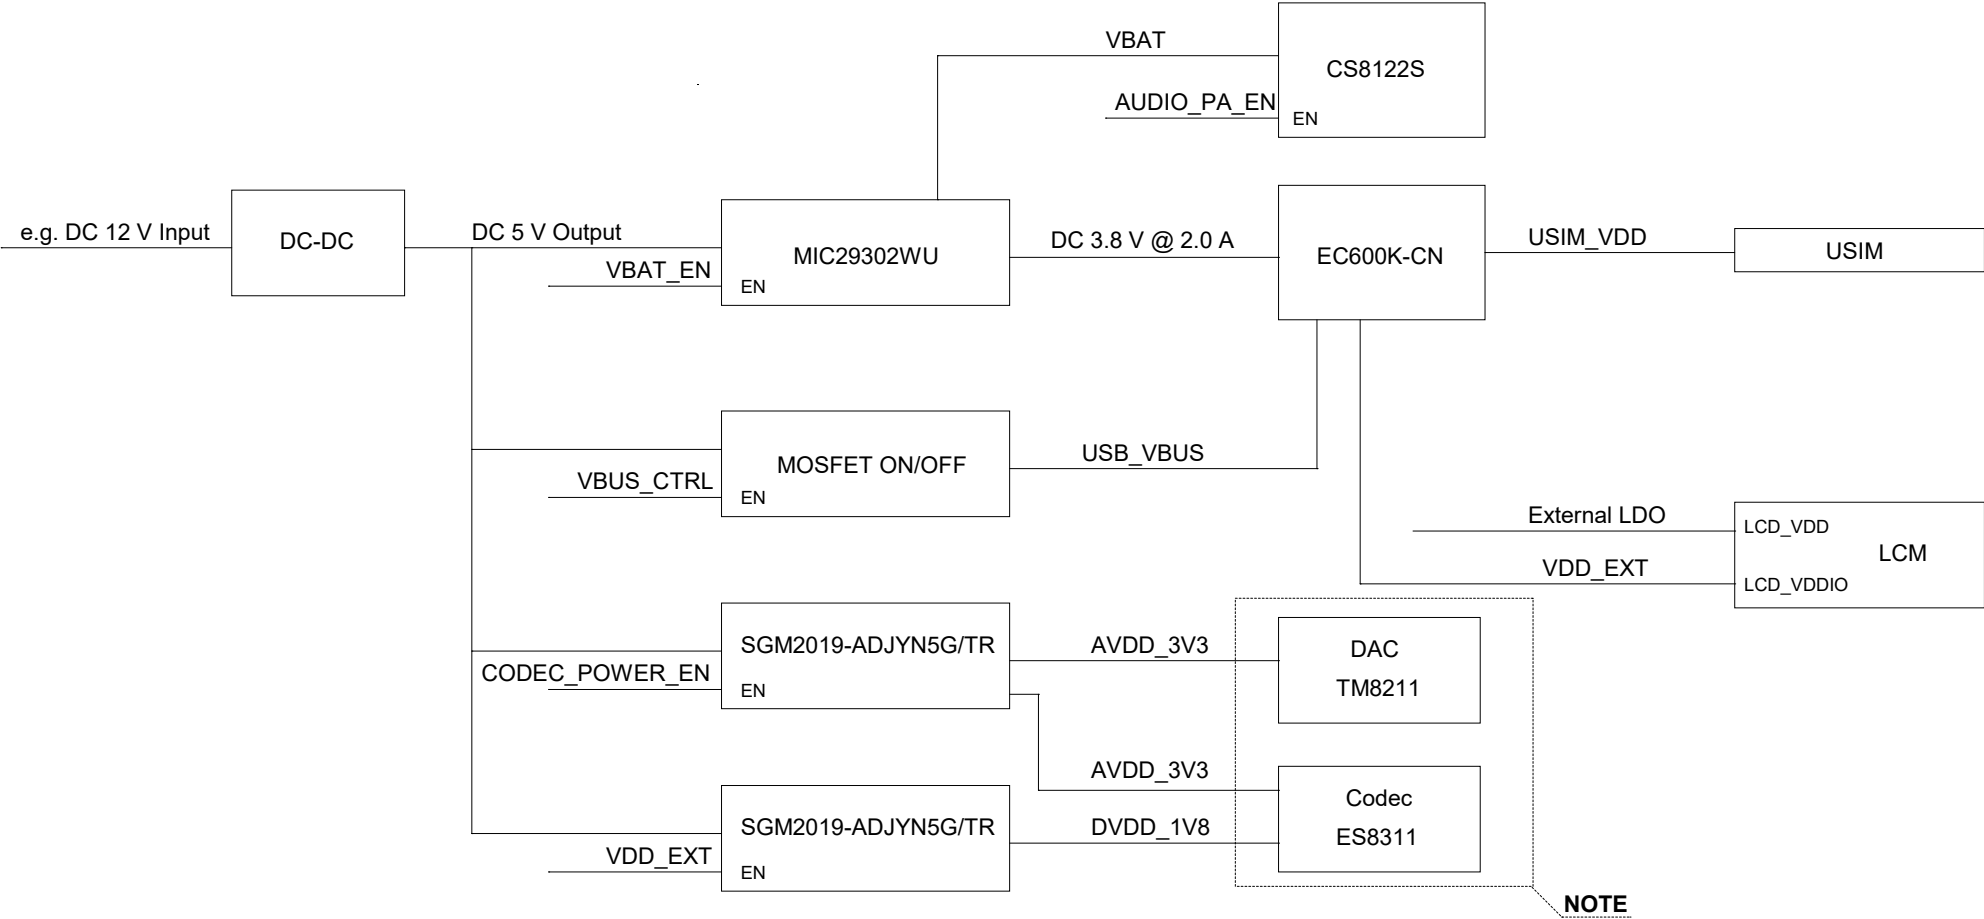 VBAT
CS8122S
AUDIO_PA_EN
EN
e.g. DC 12 V Input
DC-DC
DC 5 V Output
VBAT_EN
MIC29302WU
EN
DC 3.8 V @ 2.0 A
EC600K-CN
USIM_VDD
USIM
VBUS_CTRL
MOSFET ON/OFF
EN
USB_VBUS
External LDO
LCD_VDD
LCM
VDD_EXT
LCD_VDDIO
SGM2019-ADJYN5G/TR
CODEC_POWER_EN
EN
AVDD_3V3
DAC
TM8211
AVDD_3V3
Codec
ES8311
SGM2019-ADJYN5G/TR
DVDD_1V8
VDD_EXT
EN
NOTE